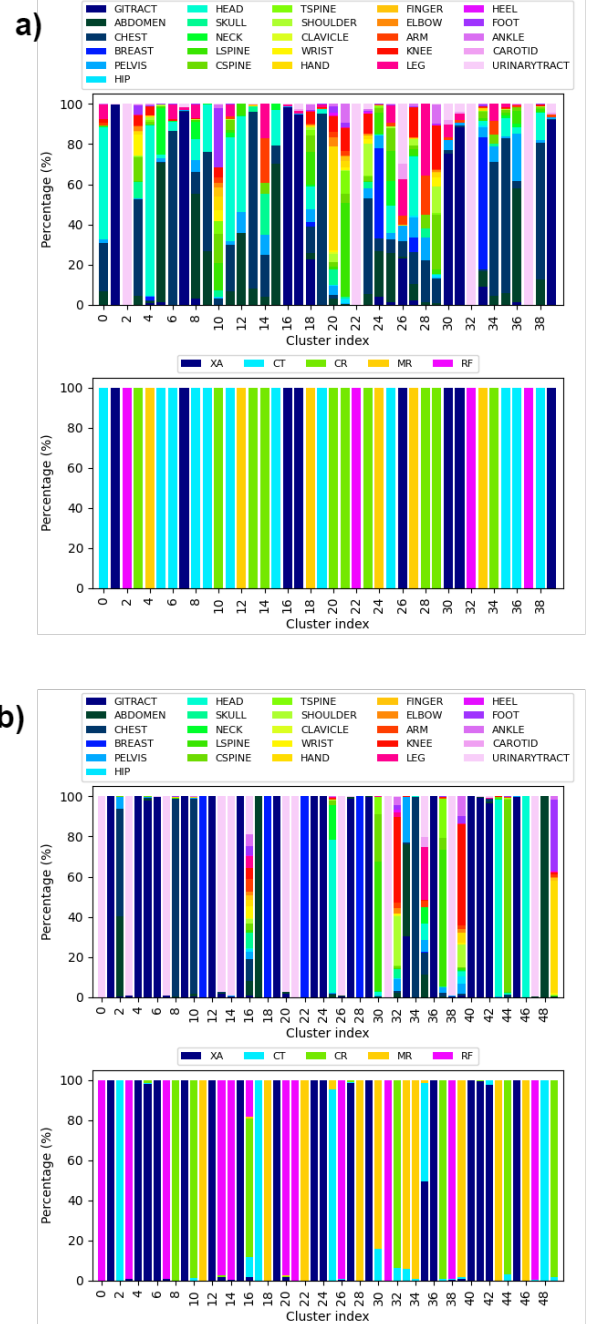 a)
GITRACT HEAD TSPINE FINGER HEEL
ABDOMEN SKULL SHOULDER ELBOW FOOT
CHEST NECK CLAVICLE ARM ANKLE
BREAST LSPINE WRIST KNEE CAROTID
PELVIS CSPINE HAND LEG URINARYTRACT
HIP
100
80
60
40
20
0
Percentage (%)
0 2 4 6 8 10 12 14 16 18 20 22 24 26 28 30 32 34 36 38
Cluster index
XA CT CR MR RF
100
80
60
40
20
0
Percentage (%)
0 2 4 6 8 10 12 14 16 18 20 22 24 26 28 30 32 34 36 38
Cluster index
b)
GITRACT HEAD TSPINE FINGER HEEL
ABDOMEN SKULL SHOULDER ELBOW FOOT
CHEST NECK CLAVICLE ARM ANKLE
BREAST LSPINE WRIST KNEE CAROTID
PELVIS CSPINE HAND LEG URINARYTRACT
HIP
100
80
60
40
20
0
Percentage (%)
0 2 4 6 8 10 12 14 16 18 20 22 24 26 28 30 32 34 36 38 40 42 44 46 48
Cluster index
XA CT CR MR RF
100
80
60
40
20
0
Percentage (%)
0 2 4 6 8 10 12 14 16 18 20 22 24 26 28 30 32 34 36 38 40 42 44 46 48
Cluster index